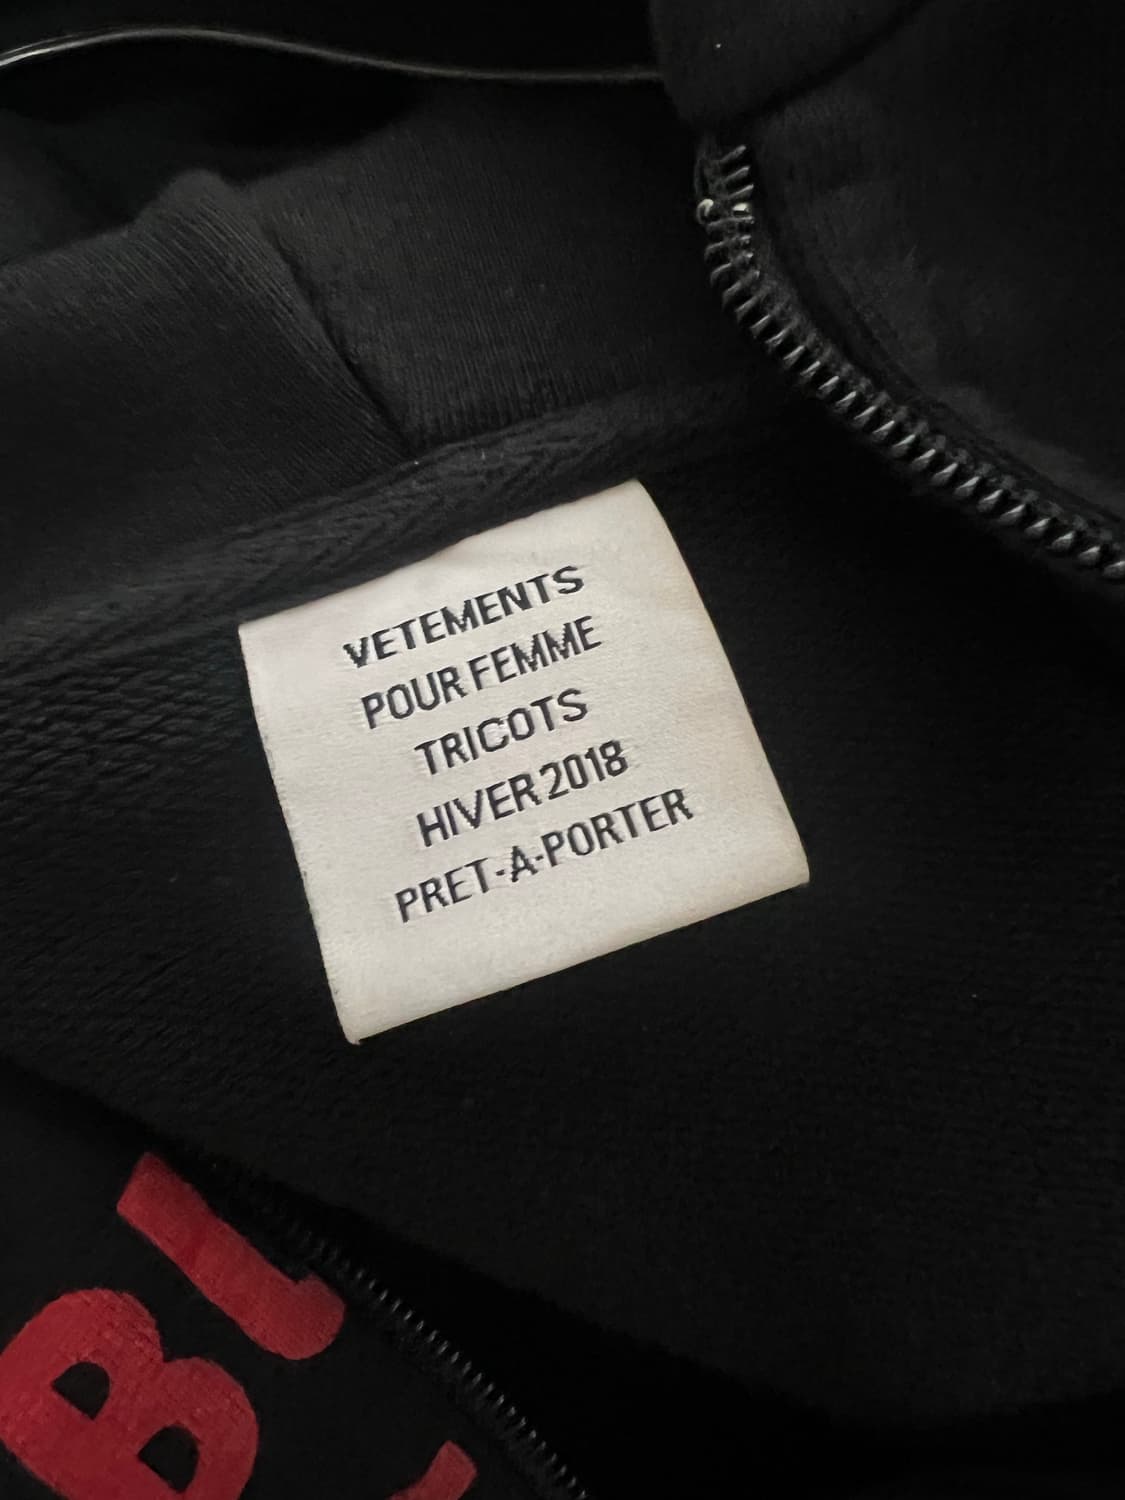 VETEMENTS
POUR FEMME
TRICOTS
HIVER 2018
PRET-A-PORTER